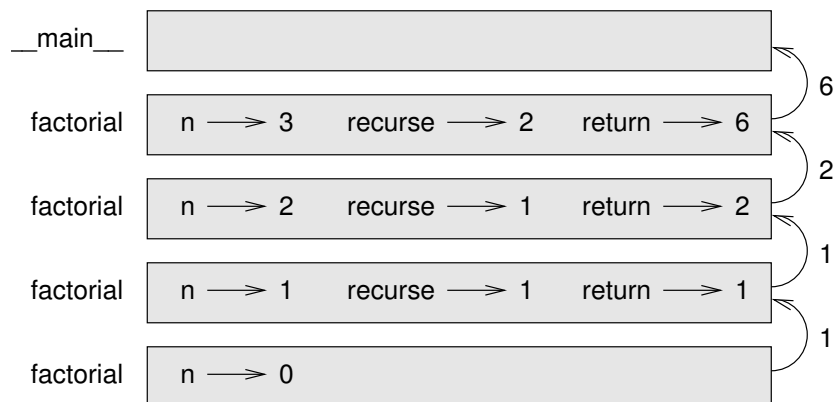 __main__
6
factorial n 3 recurse 2 return 6
2
factorial n 2 recurse 1 return 2
1
factorial n 1 recurse 1 return 1
1
factorial n 0